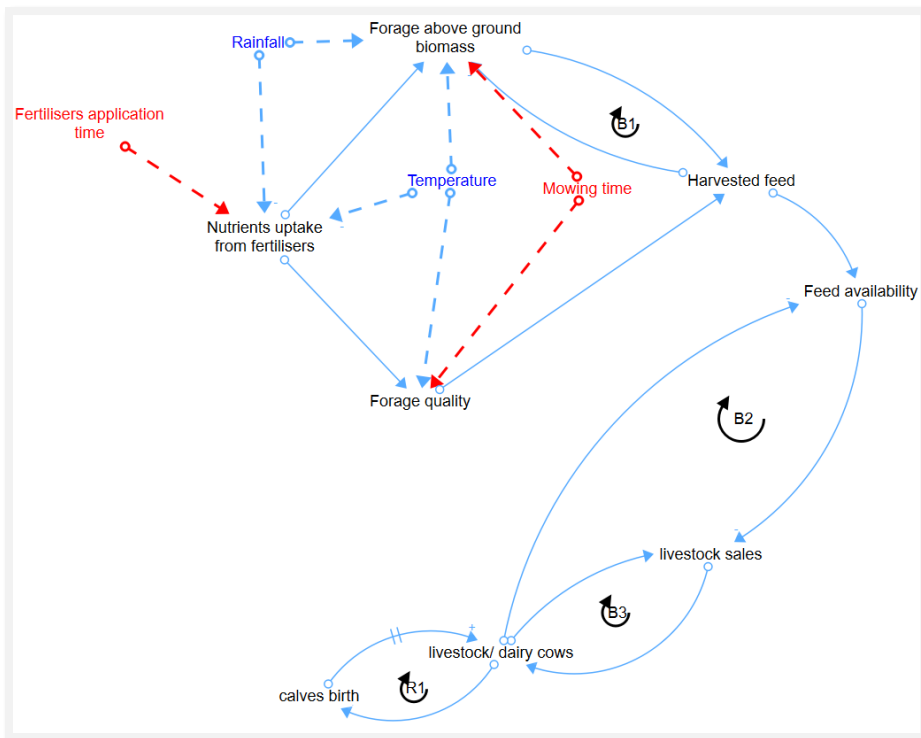 Forage above ground
biomass
Rainfall
-
B1
Fertilisers application
time
Temperature
Mowing time
Harvested feed
-
-
Nutrients uptake
from fertilisers
Feed availability
-
Forage quality
B2
-
livestock sales
B3
+
livestock/ dairy cows
calves birth
R1